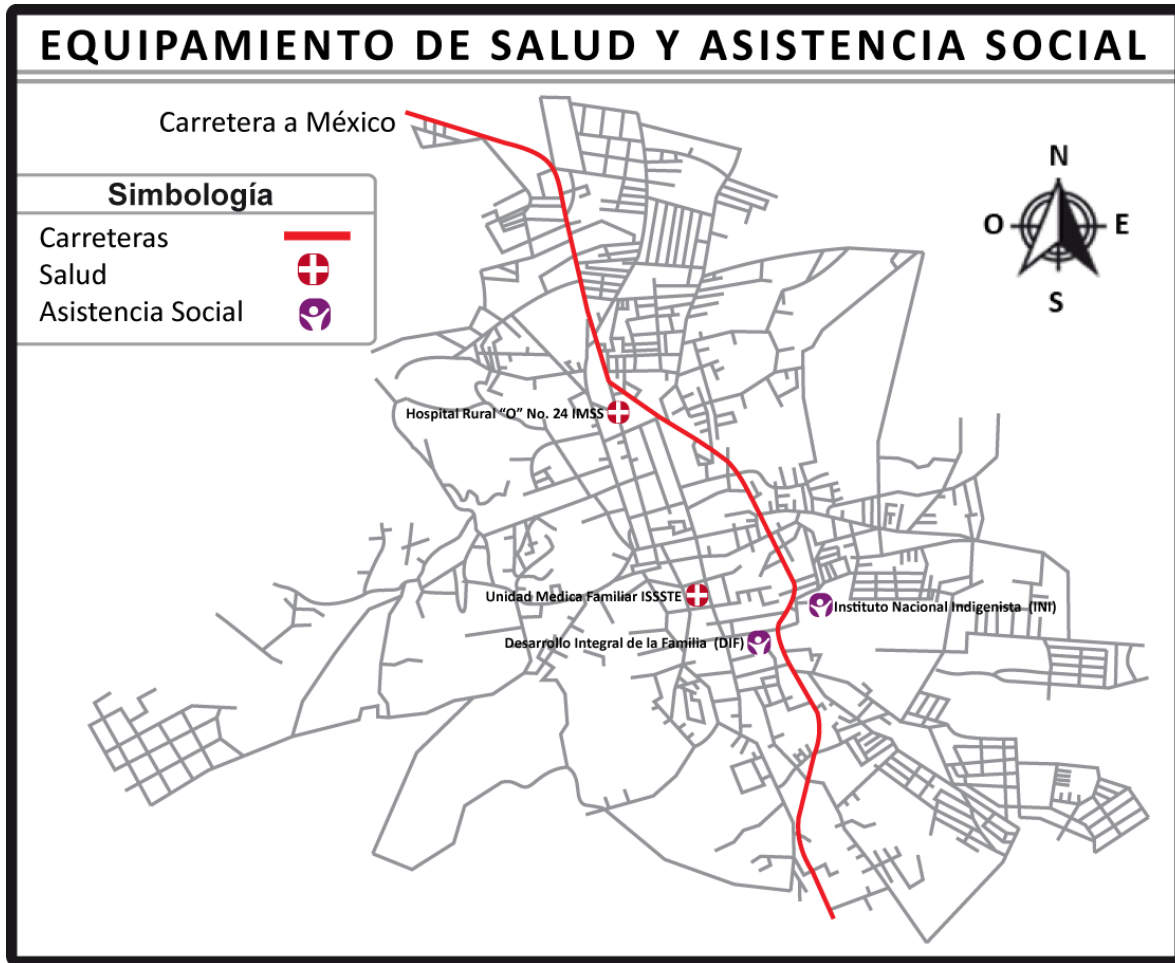 EQUIPAMIENTO DE SALUD Y ASISTENCIA SOCIAL
Carretera a México
Simbología
Carreteras
Salud
Asistencia Social
N
O
E
S
Hospital Rural “O” No. 24 IMSS
Unidad Medica Familiar ISSSTE
Instituto Nacional Indigenista (INI)
Desarrollo Integral de la Familia (DIF)